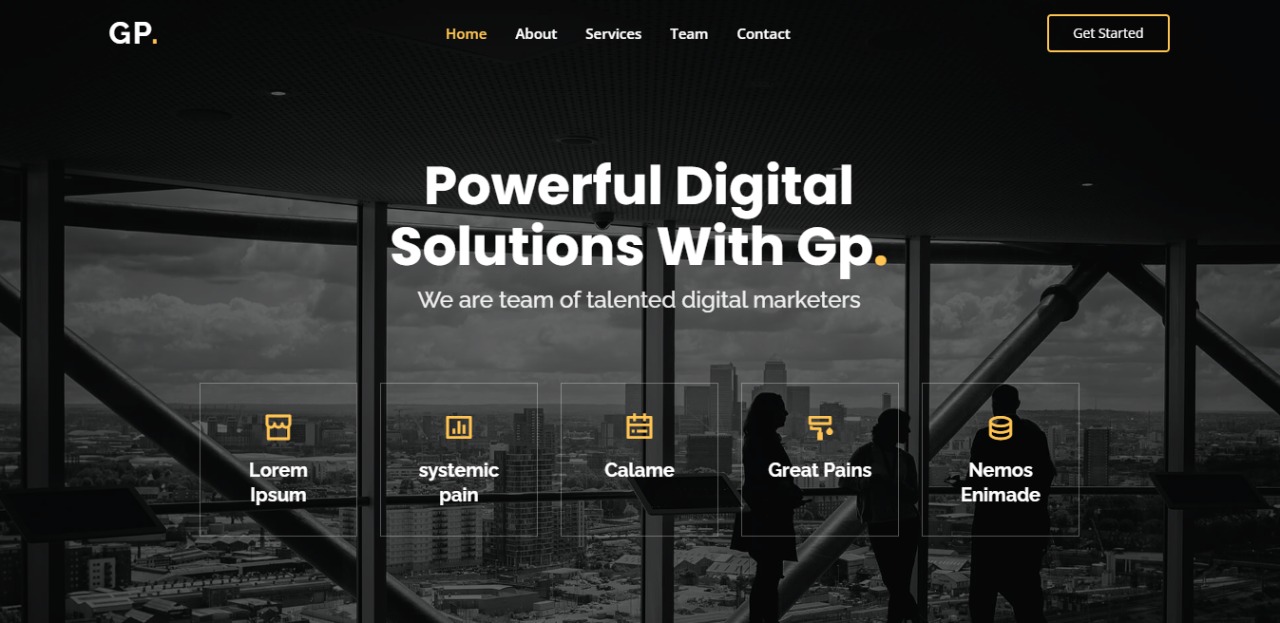 GP.
Home About Services Team Contact
Get Started
Powerful Digital
Solutions With Gp.
We are team of talented digital marketers
Lorem
Ipsum
systemic
pain
Calame
Great Pains
Nemos
Enimade